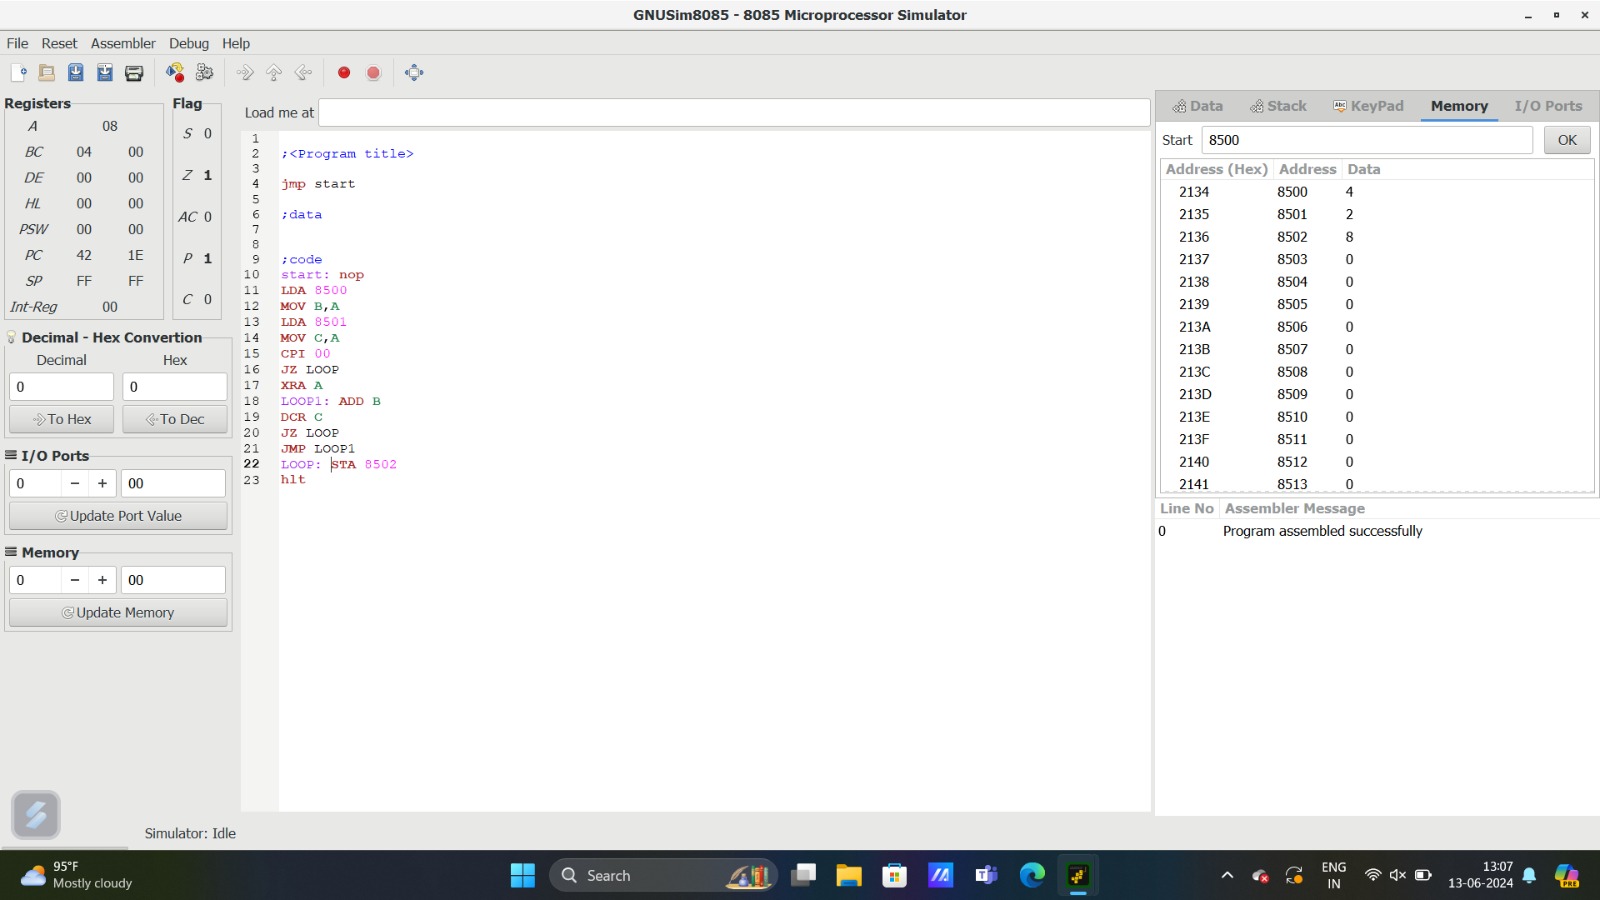 GNUSim8085 - 8085 Microprocessor Simulator
File Reset Assembler Debug Help
Registers
A 08
BC 04 00
DE 00 00
HL 00 00
PSW 00 00
PC 42 1E
SP FF FF
Int-Reg 00
Flag
S 0
Z 1
AC 0
P 1
C 0
Decimal - Hex Convertion
Decimal Hex
0 0
To Hex To Dec
I/O Ports
0 - + 00
Update Port Value
Memory
0 - + 00
Update Memory
Load me at
1
2 ;<Program title>
3
4 jmp start
5
6 ;data
7
8
9 ;code
10 start: nop
11 LDA 8500
12 MOV B,A
13 LDA 8501
14 MOV C,A
15 CPI 00
16 JZ LOOP
17 XRA A
18 LOOP1: ADD B
19 DCR C
20 JZ LOOP
21 JMP LOOP1
22 LOOP: STA 8502
23 hlt
Data Stack Abc KeyPad Memory I/O Ports
Start 8500 OK
Address (Hex) Address Data
2134 8500 4
2135 8501 2
2136 8502 8
2137 8503 0
2138 8504 0
2139 8505 0
213A 8506 0
213B 8507 0
213C 8508 0
213D 8509 0
213E 8510 0
213F 8511 0
2140 8512 0
2141 8513 0
Line No Assembler Message
0 Program assembled successfully
Simulator: Idle
95°F
Mostly cloudy
Search
ENG
IN
13:07
13-06-2024
PRE